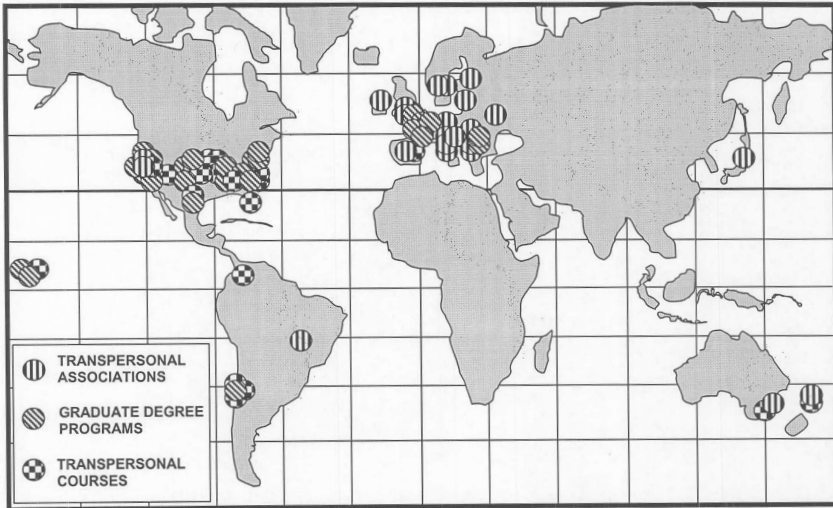 TRANSPERSONAL
ASSOCIATIONS
GRADUATE DEGREE
PROGRAMS
TRANSPERSONAL
COURSES